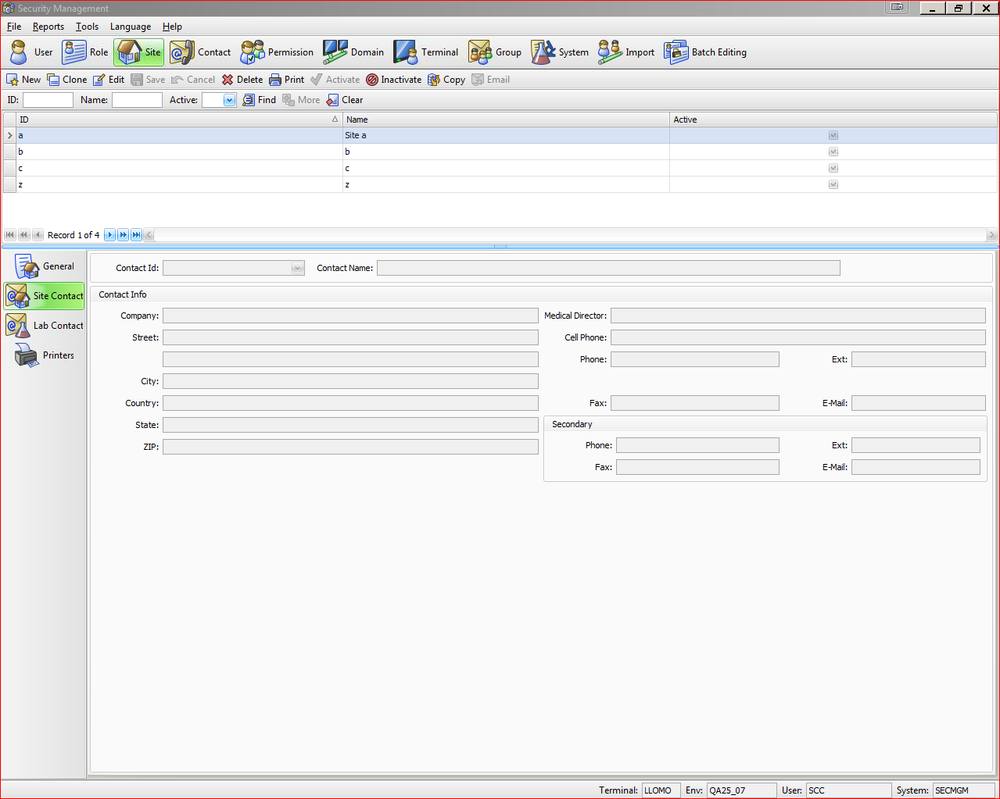 Security Management
File Reports Tools Language Help
User Role Site Contact Permission Domain Terminal Group System Import Batch Editing
New Clone Edit Save Cancel Delete Print Activate Inactivate Copy Email
ID: Name: Active: Find More Clear
ID Name Active
a Site a
b b
c c
z z
Record 1 of 4
General
Site Contact
Lab Contact
Printers
Contact Id: Contact Name:
Contact Info
Company: Medical Director:
Street: Cell Phone:
Phone: Ext:
City:
Country: Fax: E-Mail:
State: Secondary
ZIP: Phone: Ext:
Fax: E-Mail:
Terminal: LLOMO Env: QA25_07 User: SCC System: SECMGM